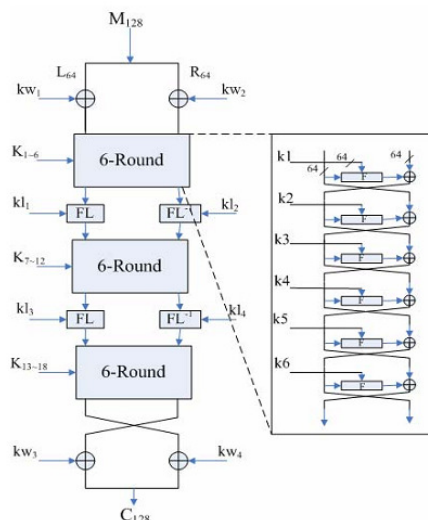 M128
L64 R64
kw1 kw2
K1~6 6-Round
kl1 FL FL-1 kl2
K7~12 6-Round
kl3 FL FL-1 kl4
K13~18 6-Round
kw3 kw4
C128
k1 64 64 64
F
k2
F
k3
F
k4
F
k5
F
k6
F